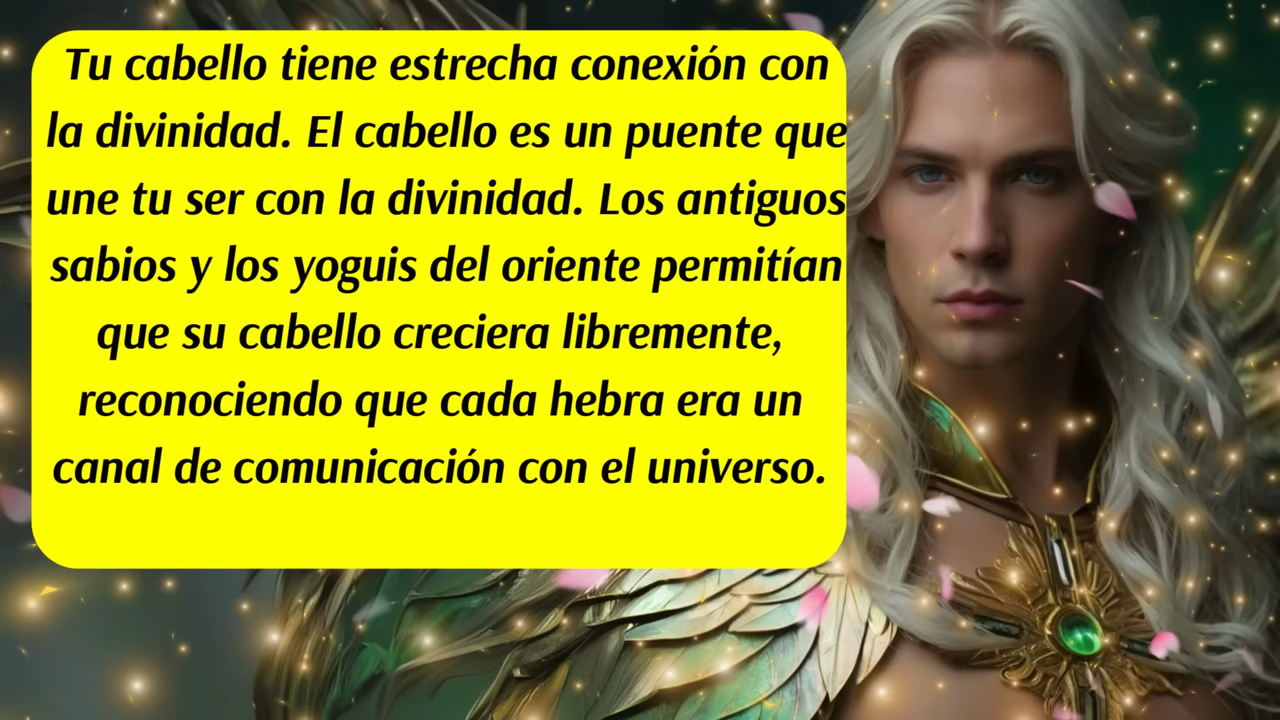 Tu cabello tiene estrecha conexión con
la divinidad. El cabello es un puente que
une tu ser con la divinidad. Los antiguos
sabios y los yoguis del oriente permitían
que su cabello creciera libremente,
reconociendo que cada hebra era un
canal de comunicación con el universo.